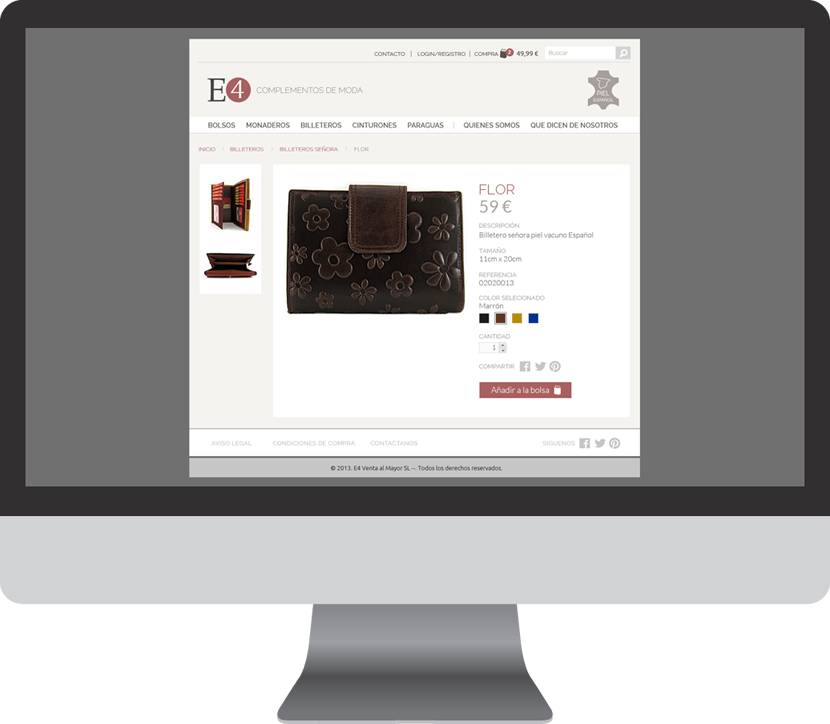 CONTACTO | LOGIN/REGISTRO | COMPRA 2 49,99 € Buscar
E4 COMPLEMENTOS DE MODA
PIEL
ESPAÑOL
BOLSOS MONADEROS BILLETEROS CINTURONES PARAGUAS | QUIENES SOMOS QUE DICEN DE NOSOTROS
INICIO BILLETEROS BILLETEROS SEÑORA FLOR
FLOR
59 €
DESCRIPCIÓN
Billetero señora piel vacuno Español
TAMAÑO
11cm x 20cm
REFERENCIA
02020013
COLOR SELECIONADO
Marrón
CANTIDAD
1
COMPARTIR
Añadir a la bolsa
AVISO LEGAL CONDICIONES DE COMPRA CONTACTANOS SIGUENOS
© 2013. E4 Venta al Mayor SL –. Todos los derechos reservados.